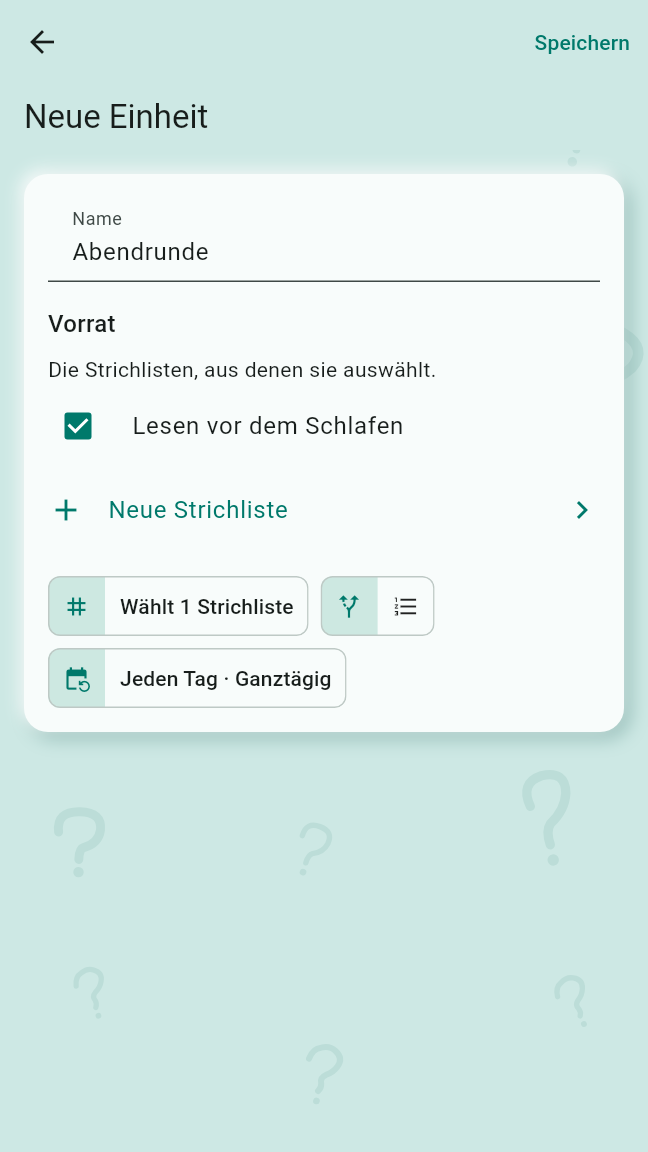 Speichern
Neue Einheit
Name
Abendrunde
Vorrat
Die Strichlisten, aus denen sie auswählt.
Lesen vor dem Schlafen
Neue Strichliste
Wählt 1 Strichliste
Jeden Tag · Ganztägig